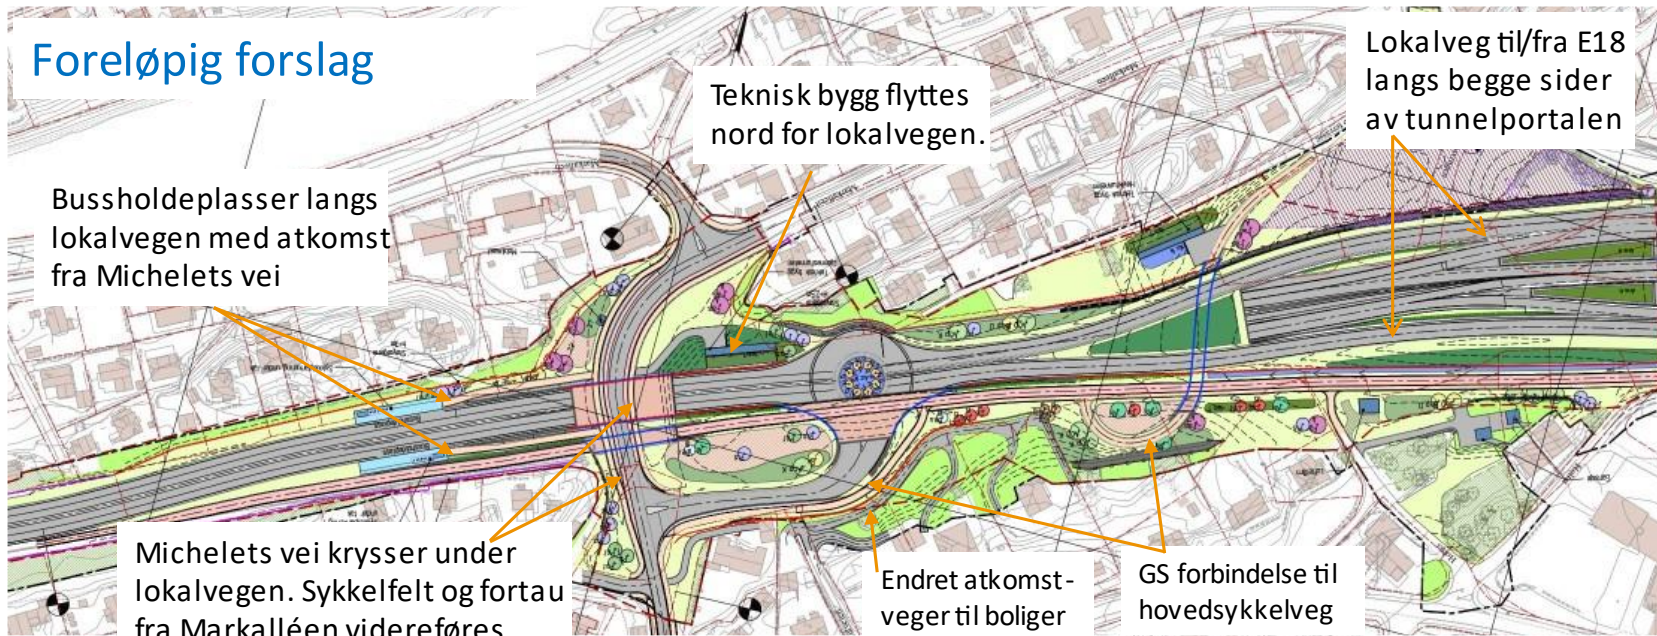 Foreløpig forslag
Teknisk bygg flyttes
nord for lokalvegen.
Lokalveg til/fra E18
langs begge sider
av tunnelportalen
Bussholdeplasser langs
lokalvegen med atkomst
fra Michelets vei
Michelets vei krysser under
lokalvegen. Sykkelfelt og fortau
fra Markalléen videreføres
Endret atkomst-
veger til boliger
GS forbindelse til
hovedsykkelveg